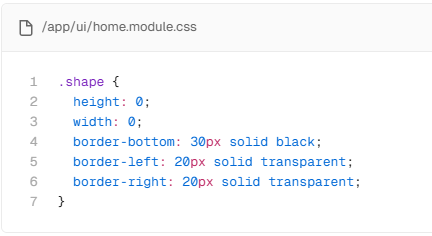 /app/ui/home.module.css
1 .shape {
2   height: 0;
3   width: 0;
4   border-bottom: 30px solid black;
5   border-left: 20px solid transparent;
6   border-right: 20px solid transparent;
7 }